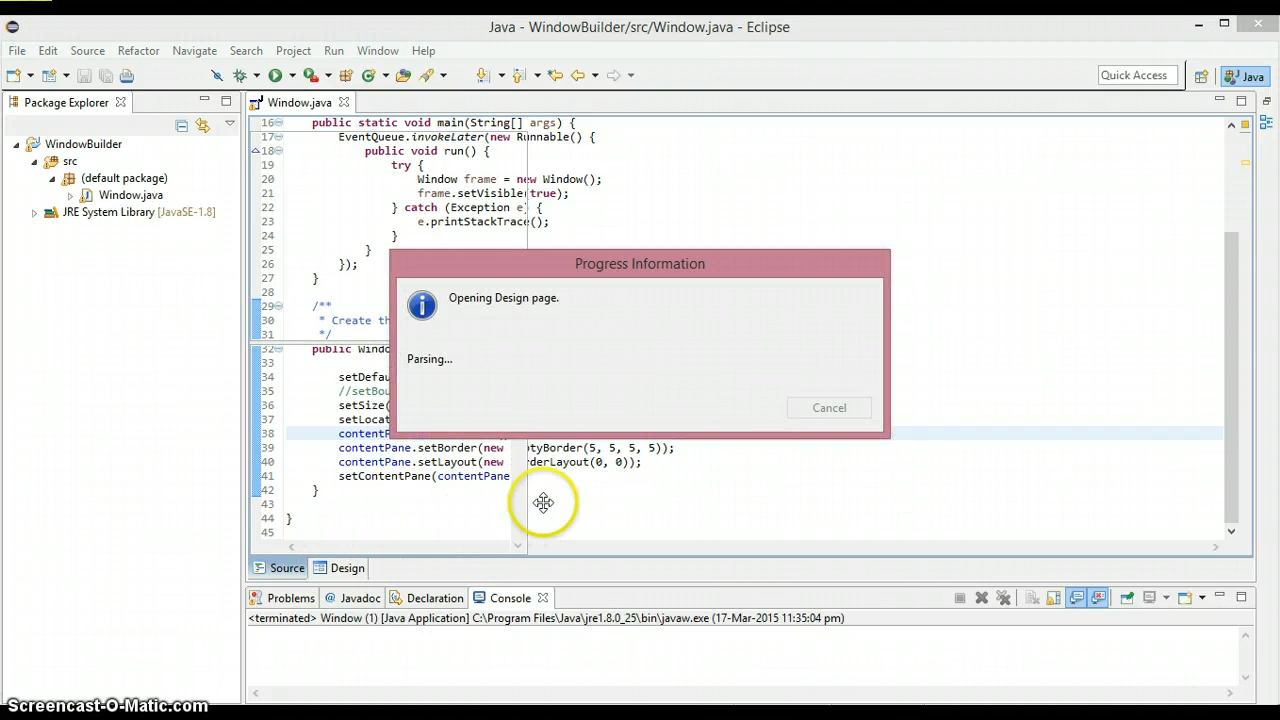 Java - WindowBuilder/src/Window.java - Eclipse
File Edit Source Refactor Navigate Search Project Run Window Help
Quick Access
Java
Package Explorer
Window.java
WindowBuilder
src
(default package)
Window.java
JRE System Library [JavaSE-1.8]
16 public static void main(String[] args) {
17 EventQueue.invokeLater(new Runnable() {
18 public void run() {
19 try {
20 Window frame = new Window();
21 frame.setVisible(true);
22 } catch (Exception e) {
23 e.printStackTrace();
24 }
25 }
26 });
27 }
28
29 /**
30 * Create th
31 */
32 public Windo
33
34 setDefau
35 //setBou
36 setSize(
37 setLocat
38 contentP
39 contentPane.setBorder(new tyBorder(5, 5, 5, 5));
40 contentPane.setLayout(new rderLayout(0, 0));
41 setContentPane(contentPane
42 }
43
44 }
45
Progress Information
Opening Design page.
Parsing...
Cancel
Source Design
Problems @ Javadoc Declaration Console
<terminated> Window (1) [Java Application] C:\Program Files\Java\jre1.8.0_25\bin\javaw.exe (17-Mar-2015 11:35:04 pm)
Screencast-O-Matic.com